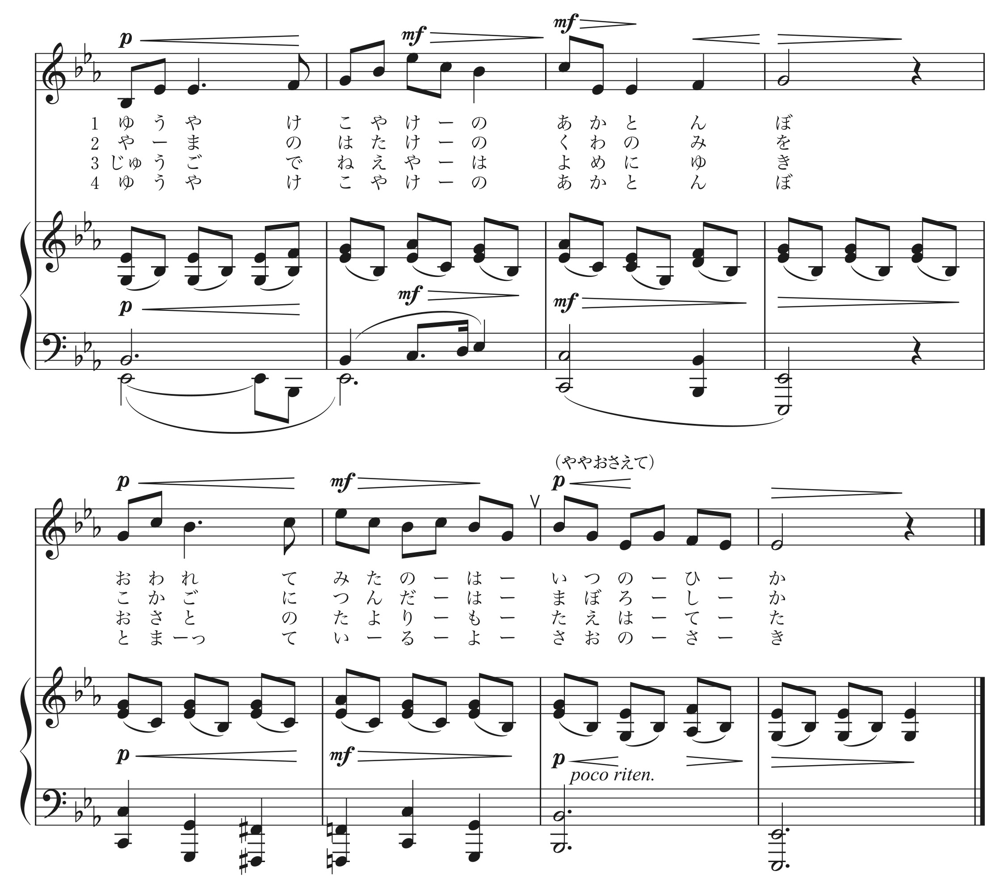 p mf mf
1 ゆうや け こやけーの あかと ん ぼ
2 やーま の はたけーの くわの み を
3 じゅうご で ねえやーは よめに ゆ き
4 ゆうや け こやけーの あかと ん ぼ
p mf mf
(ややおさえて)
p mf p
おわれ て みたのーはー いつのーひー か
こかご に つんだーはー まぼろーしー か
おさと の たよりーもー たえはーてー た
とまーっ て いーるーよー さおのーさー き
p mf p
poco riten.